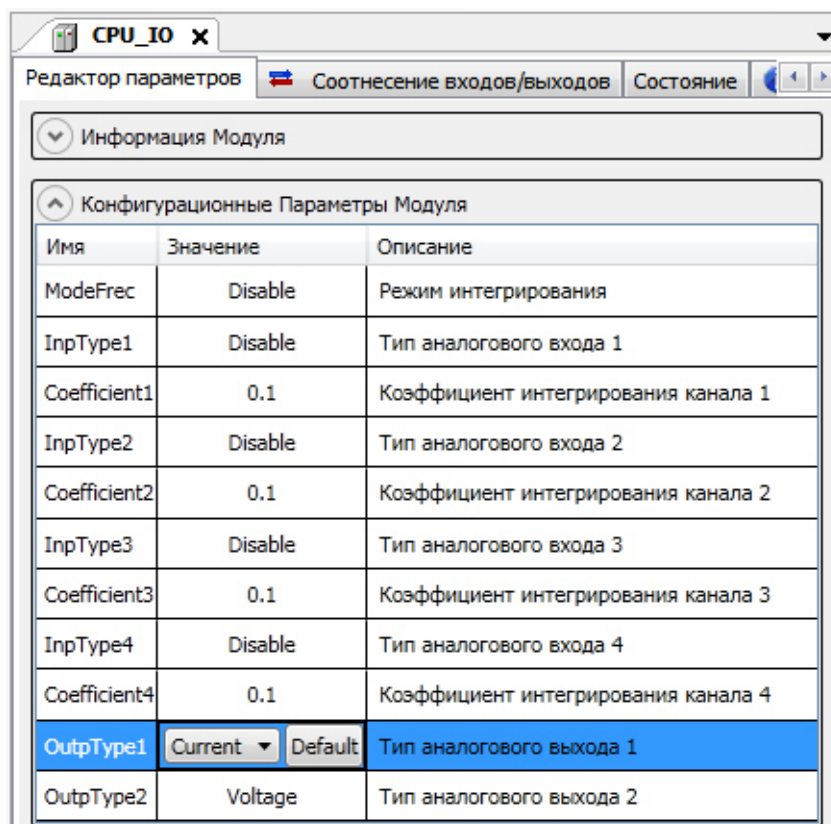 CPU_IO
Редактор параметров Соотнесение входов/выходов Состояние
Информация Модуля
Конфигурационные Параметры Модуля
Имя Значение Описание
ModeFrec Disable Режим интегрирования
InpType1 Disable Тип аналогового входа 1
Coefficient1 0.1 Коэффициент интегрирования канала 1
InpType2 Disable Тип аналогового входа 2
Coefficient2 0.1 Коэффициент интегрирования канала 2
InpType3 Disable Тип аналогового входа 3
Coefficient3 0.1 Коэффициент интегрирования канала 3
InpType4 Disable Тип аналогового входа 4
Coefficient4 0.1 Коэффициент интегрирования канала 4
OutpType1 Current Default Тип аналогового выхода 1
OutpType2 Voltage Тип аналогового выхода 2